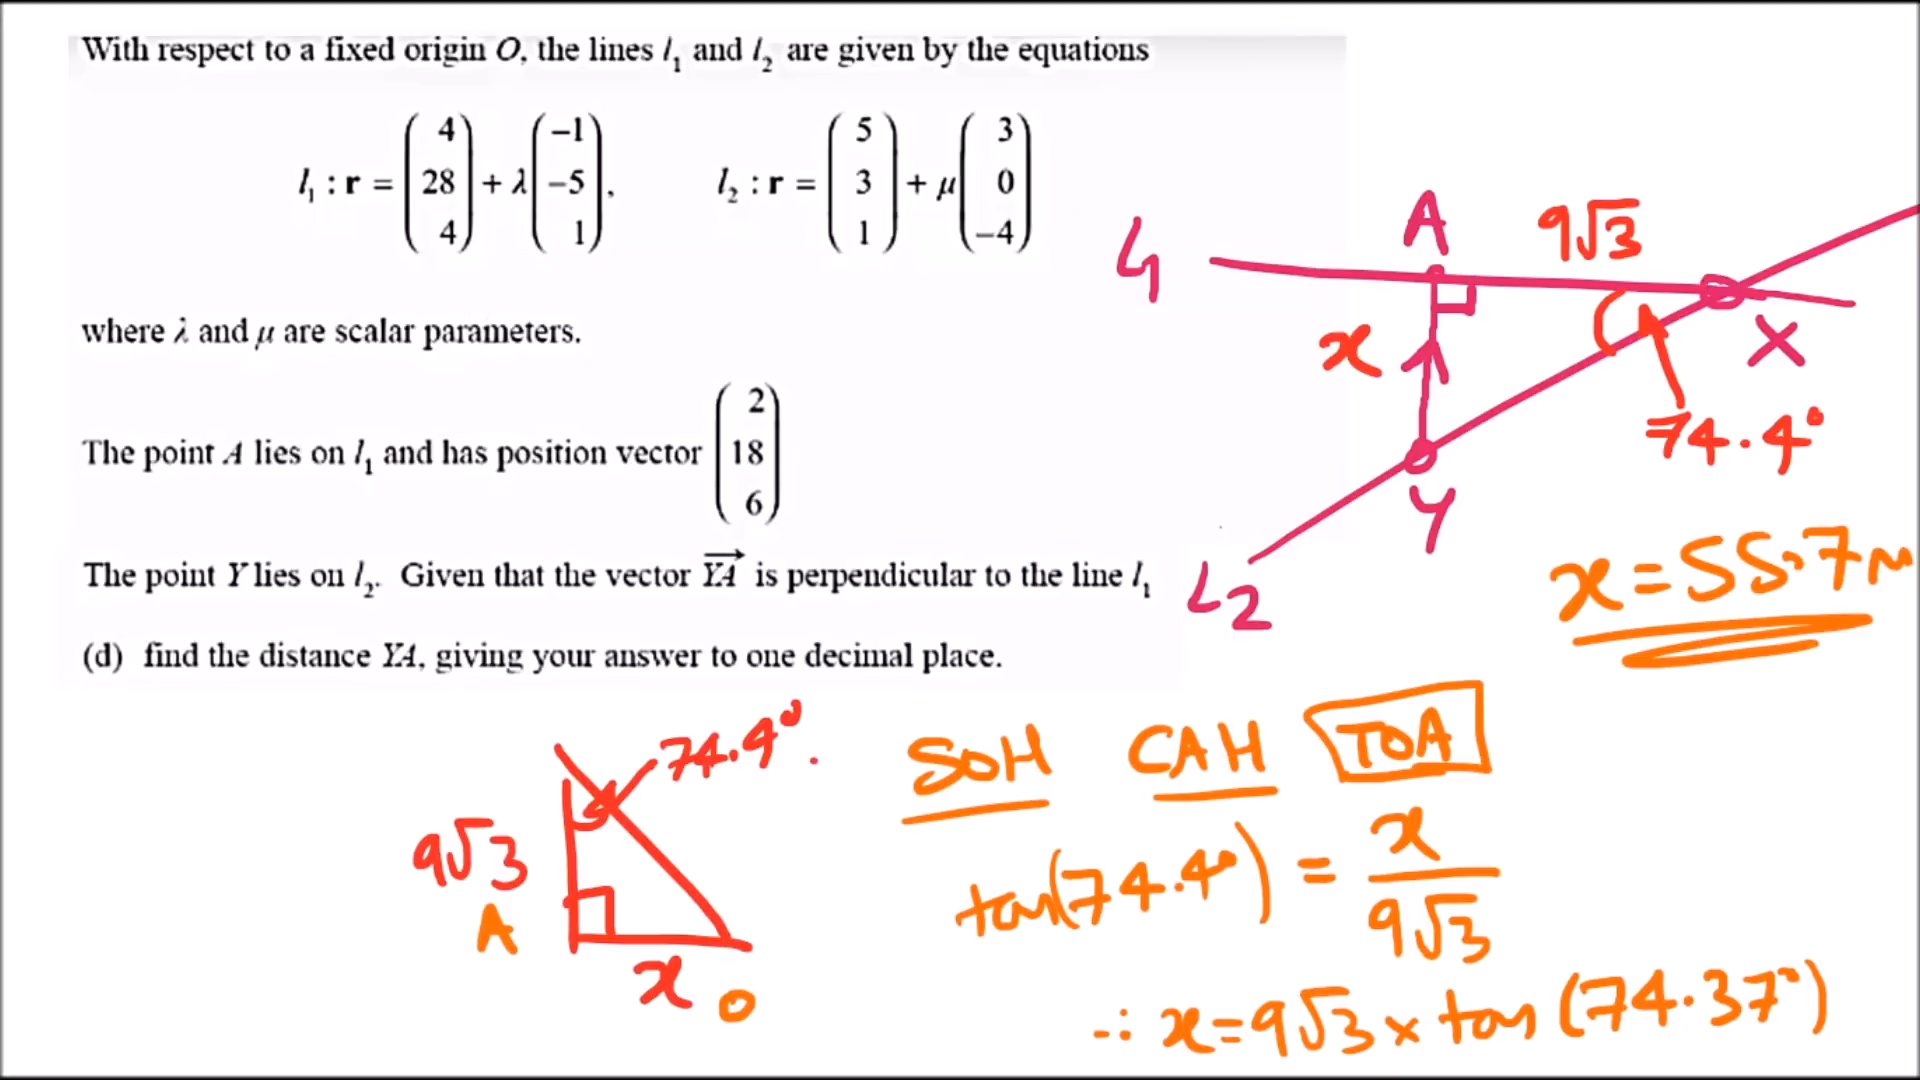 With respect to a fixed origin O, the lines l₁ and l₂ are given by the equations
l₁ : r = (4 28 4) + λ(−1 −5 1), l₂ : r = (5 3 1) + μ(3 0 −4)
where λ and μ are scalar parameters.
The point A lies on l₁ and has position vector (2 18 6)
The point Y lies on l₂. Given that the vector YA→ is perpendicular to the line l₁
(d) find the distance YA, giving your answer to one decimal place.
L1
A
9√3
x
X
74.4°
Y
L2
x = 55.7m
74.4°.
9√3
A
x
O
SOH CAH TOA
tan(74.4°) = x / 9√3
∴ x = 9√3 × tan (74.37°)